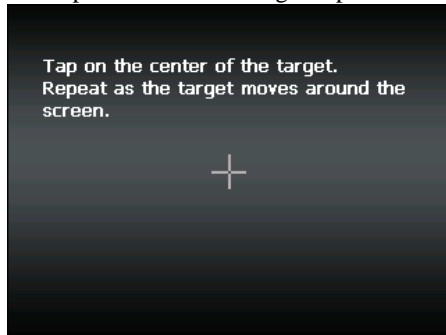 Tap on the center of the target.
Repeat as the target moves around the
screen.